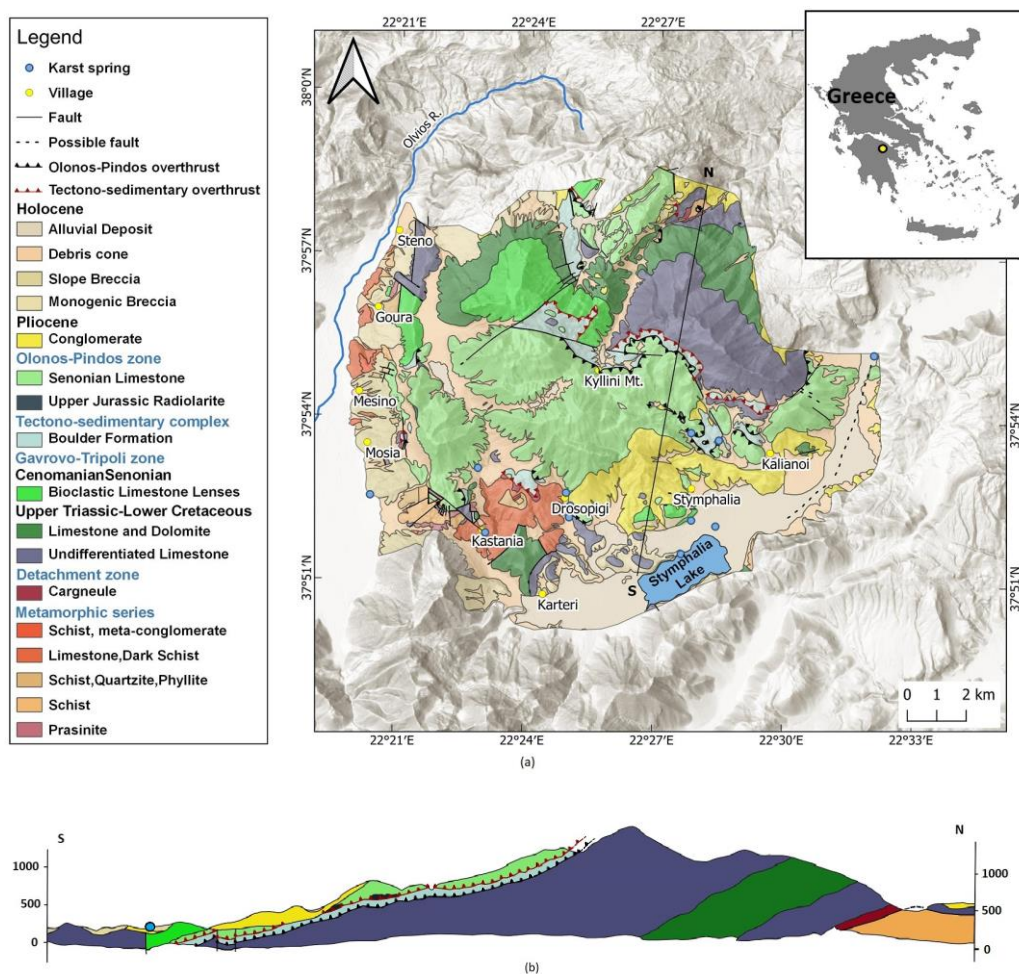 Legend
Karst spring
Village
Fault
Possible fault
Olonos-Pindos overthrust
Tectono-sedimentary overthrust
Holocene
Alluvial Deposit
Debris cone
Slope Breccia
Monogenic Breccia
Pliocene
Conglomerate
Olonos-Pindos zone
Senonian Limestone
Upper Jurassic Radiolarite
Tectono-sedimentary complex
Boulder Formation
Gavrovo-Tripoli zone
CenomanianSenonian
Bioclastic Limestone Lenses
Upper Triassic-Lower Cretaceous
Limestone and Dolomite
Undifferentiated Limestone
Detachment zone
Cargneule
Metamorphic series
Schist, meta-conglomerate
Limestone,Dark Schist
Schist,Quartzite,Phyllite
Schist
Prasinite
22°21'E
22°24'E
22°27'E
38°0'N
37°57'N
37°54'N
37°51'N
Olvios R.
N
Steno
Goura
Kyllini Mt.
Mesino
Mosia
Kalianoi
Stymphalia
Drosopigi
Kastania
Stymphalia
Lake
S
Karteri
Greece
37°54'N
37°51'N
0 1 2 km
22°21'E
22°24'E
22°27'E
22°30'E
22°33'E
(a)
S
N
1000
500
0
1000
500
0
(b)